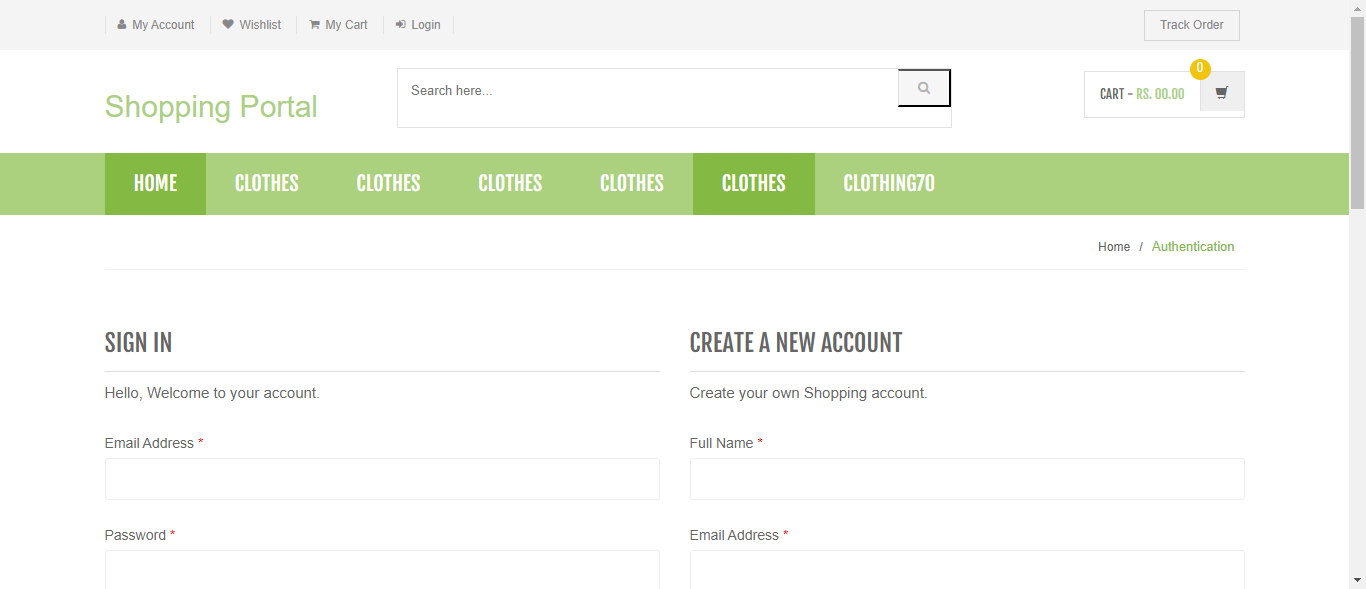 My Account Wishlist My Cart Login Track Order
Shopping Portal
Search here...
0
CART - RS. 00.00
HOME CLOTHES CLOTHES CLOTHES CLOTHES CLOTHES CLOTHING70
Home / Authentication
SIGN IN
Hello, Welcome to your account.
Email Address *
Password *
CREATE A NEW ACCOUNT
Create your own Shopping account.
Full Name *
Email Address *